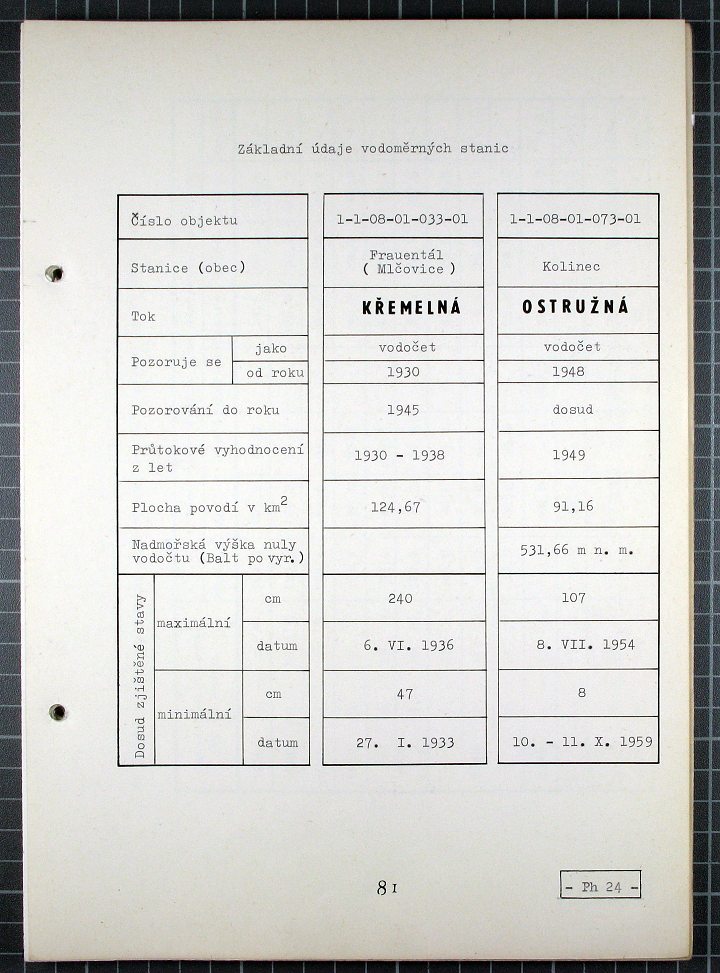 Základní údaje vodoměrných stanic
Číslo objektu 1-1-08-01-033-01 1-1-08-01-073-01
Stanice (obec) Frauentál Kolinec
( Mlčovice )
Tok KŘEMELNÁ OSTRUŽNÁ
Pozoruje se jako vodočet vodočet
od roku 1930 1948
Pozorování do roku 1945 dosud
Průtokové vyhodnocení 1930 - 1938 1949
z let
Plocha povodí v km2 124,67 91,16
Nadmořská výška nuly
vodočtu (Balt po vyr.) 531,66 m n. m.
Dosud zjištěné stavy
maximální cm 240 107
datum 6. VI. 1936 8. VII. 1954
minimální cm 47 8
datum 27. I. 1933 10. - 11. X. 1959
81
- Ph 24 -